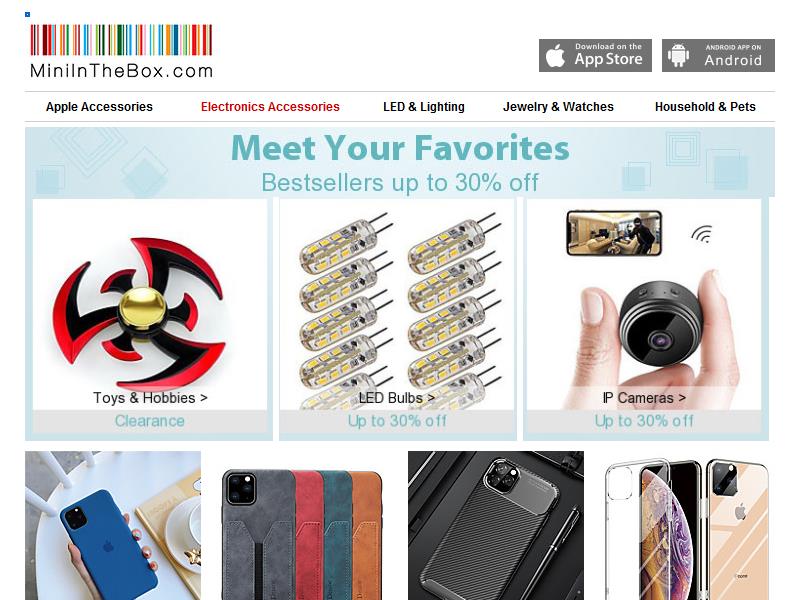 MiniInTheBox.com
Download on the
App Store
ANDROID APP ON
Android
Apple Accessories
Electronics Accessories
LED & Lighting
Jewelry & Watches
Household & Pets
Meet Your Favorites
Bestsellers up to 30% off
Toys & Hobbies >
Clearance
LED Bulbs >
Up to 30% off
IP Cameras >
Up to 30% off